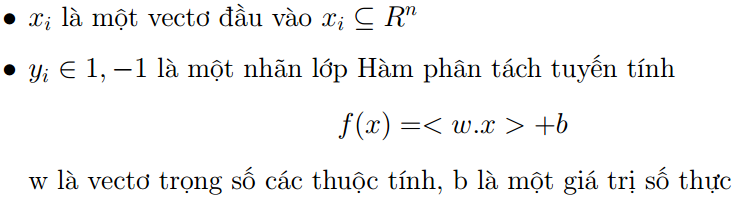 • xᵢ là một vectơ đầu vào xᵢ ⊆ Rⁿ
• yᵢ ∈ 1, −1 là một nhãn lớp Hàm phân tách tuyến tính
f(x) =< w.x > +b
w là vectơ trọng số các thuộc tính, b là một giá trị số thực